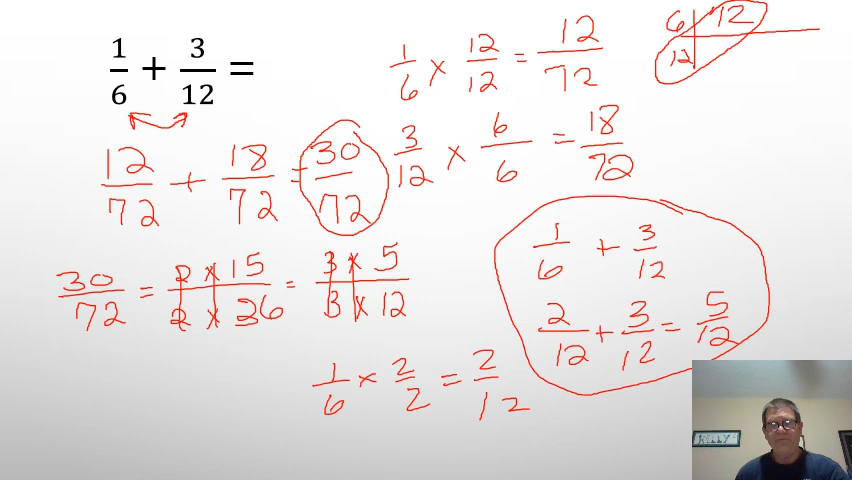 1/6 + 3/12 =
1/6 × 12/12 = 12/72
6 | 12
12
12/72 + 18/72 = 30/72
3/12 × 6/6 = 18/72
30/72 = 2 × 15 / 2 × 36 = 3 × 5 / 3 × 12
1/6 + 3/12
2/12 + 3/12 = 5/12
1/6 × 2/2 = 2/12
KELLY